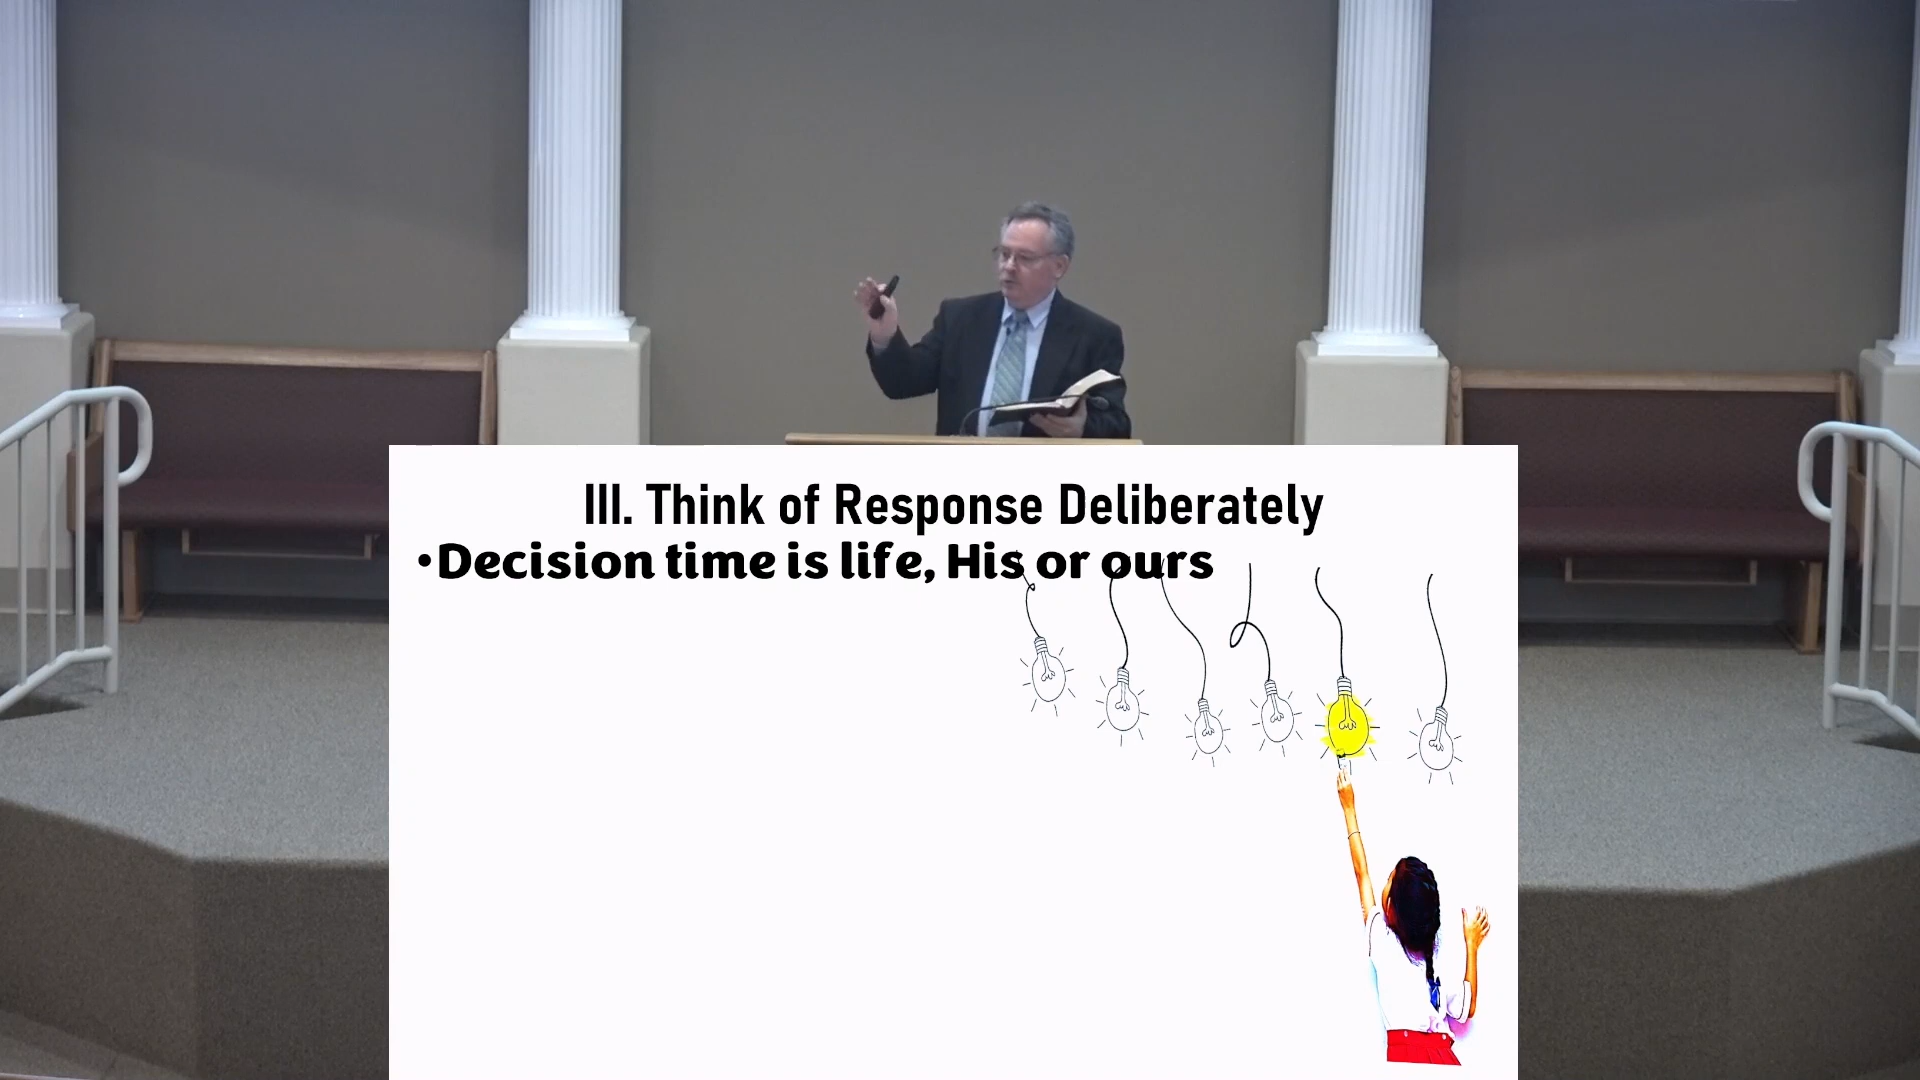 III. Think of Response Deliberately
•Decision time is life, His or ours